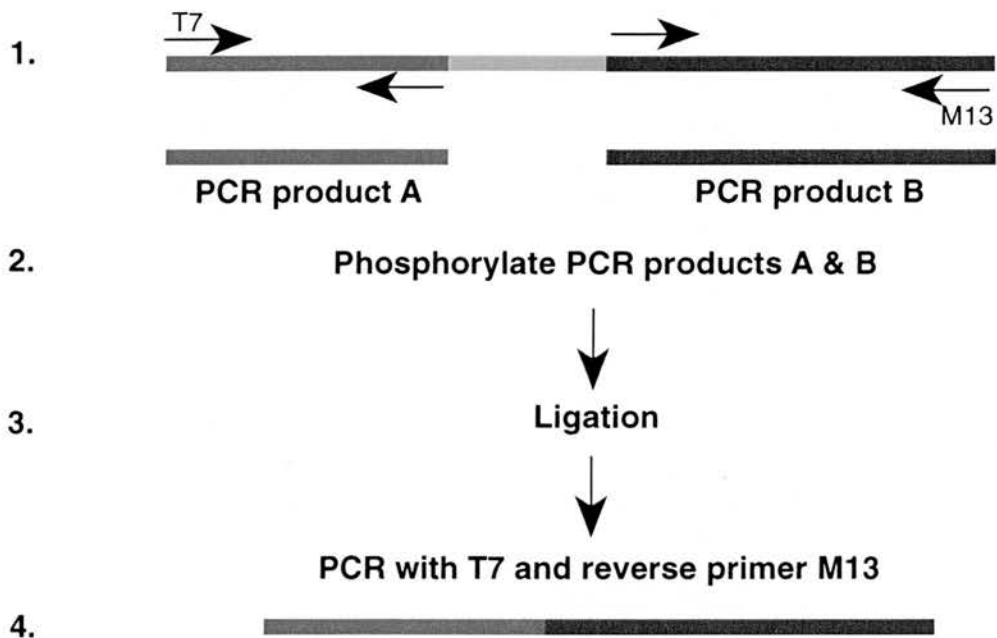 T7
1.
M13
PCR product A
PCR product B
2.
Phosphorylate PCR products A & B
3.
Ligation
PCR with T7 and reverse primer M13
4.